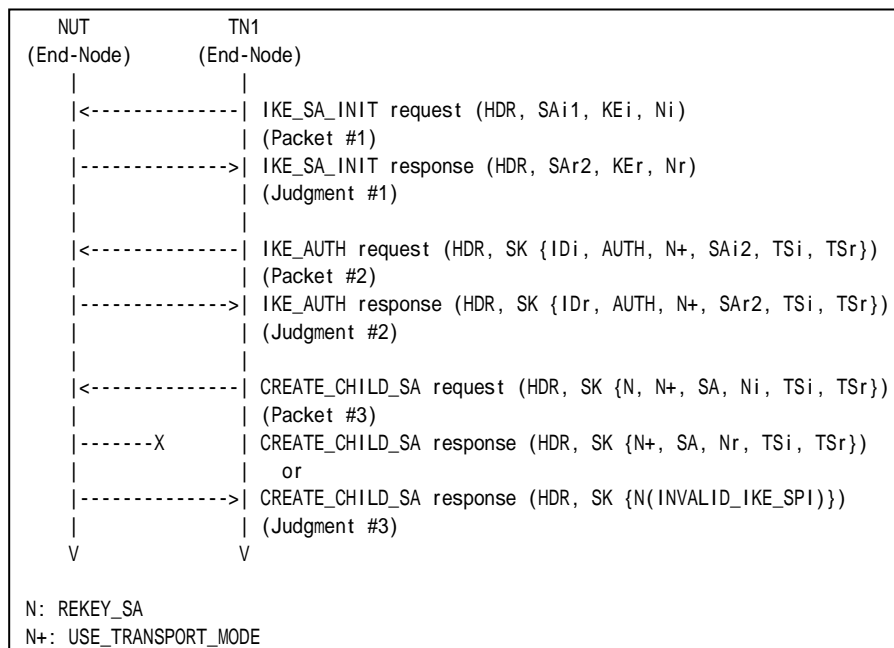 NUT TN1
(End-Node) (End-Node)
| |
|<--------------| IKE_SA_INIT request (HDR, SAi1, KEi, Ni)
| | (Packet #1)
|-------------->| IKE_SA_INIT response (HDR, SAr2, KEr, Nr)
| | (Judgment #1)
| |
|<--------------| IKE_AUTH request (HDR, SK {IDi, AUTH, N+, SAi2, TSi, TSr})
| | (Packet #2)
|-------------->| IKE_AUTH response (HDR, SK {IDr, AUTH, N+, SAr2, TSi, TSr})
| | (Judgment #2)
| |
|<--------------| CREATE_CHILD_SA request (HDR, SK {N, N+, SA, Ni, TSi, TSr})
| | (Packet #3)
|-------X | CREATE_CHILD_SA response (HDR, SK {N+, SA, Nr, TSi, TSr})
| | or
|-------------->| CREATE_CHILD_SA response (HDR, SK {N(INVALID_IKE_SPI)})
| | (Judgment #3)
V V
N: REKEY_SA
N+: USE_TRANSPORT_MODE